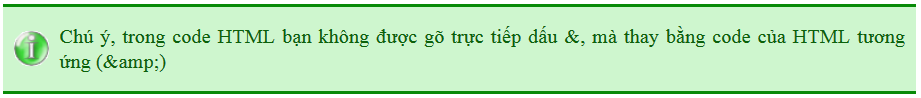 Chú ý, trong code HTML bạn không được gõ trực tiếp dấu &, mà thay bằng code của HTML tương
ứng (&amp;)